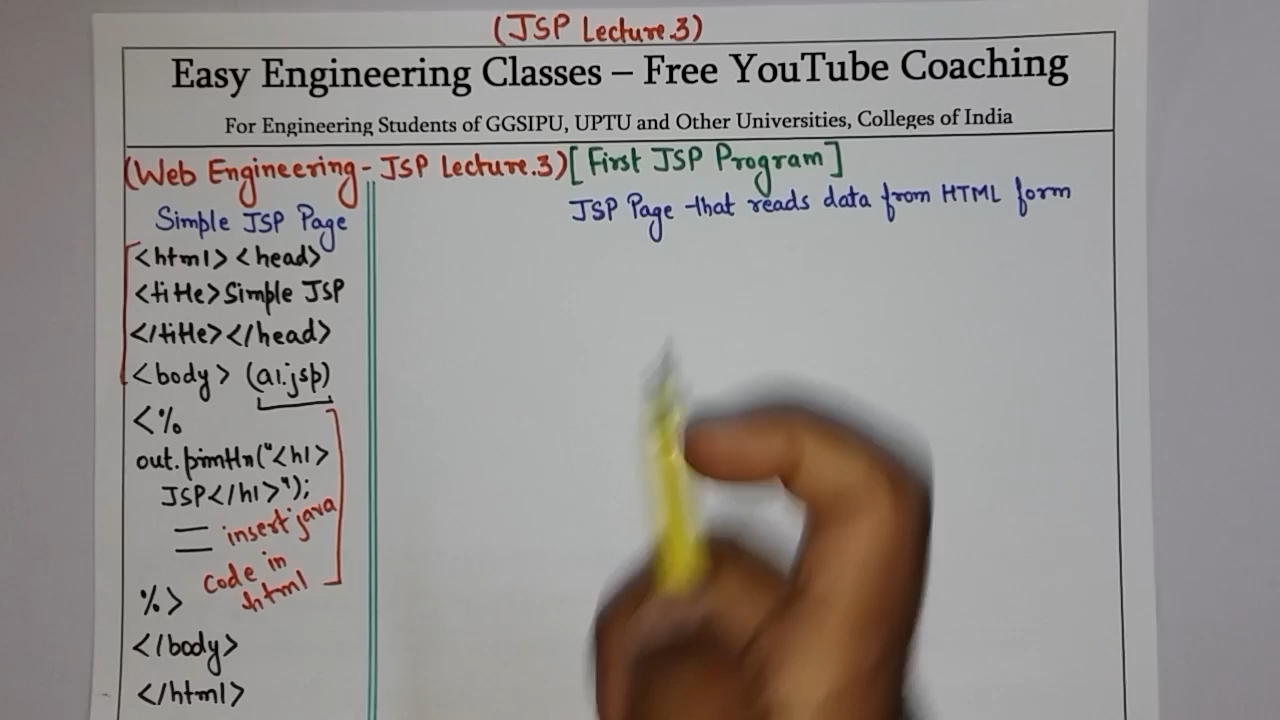 (JSP Lecture.3)
Easy Engineering Classes – Free YouTube Coaching
For Engineering Students of GGSIPU, UPTU and Other Universities, Colleges of India
(Web Engineering - JSP Lecture.3) [First JSP Program]
Simple JSP Page
<html> <head>
<title>Simple JSP
</title></head>
<body> (a1.jsp)
<%
out.println("<h1>
JSP</h1>");
insert java
code in
html
%>
</body>
</html>
JSP Page that reads data from HTML form